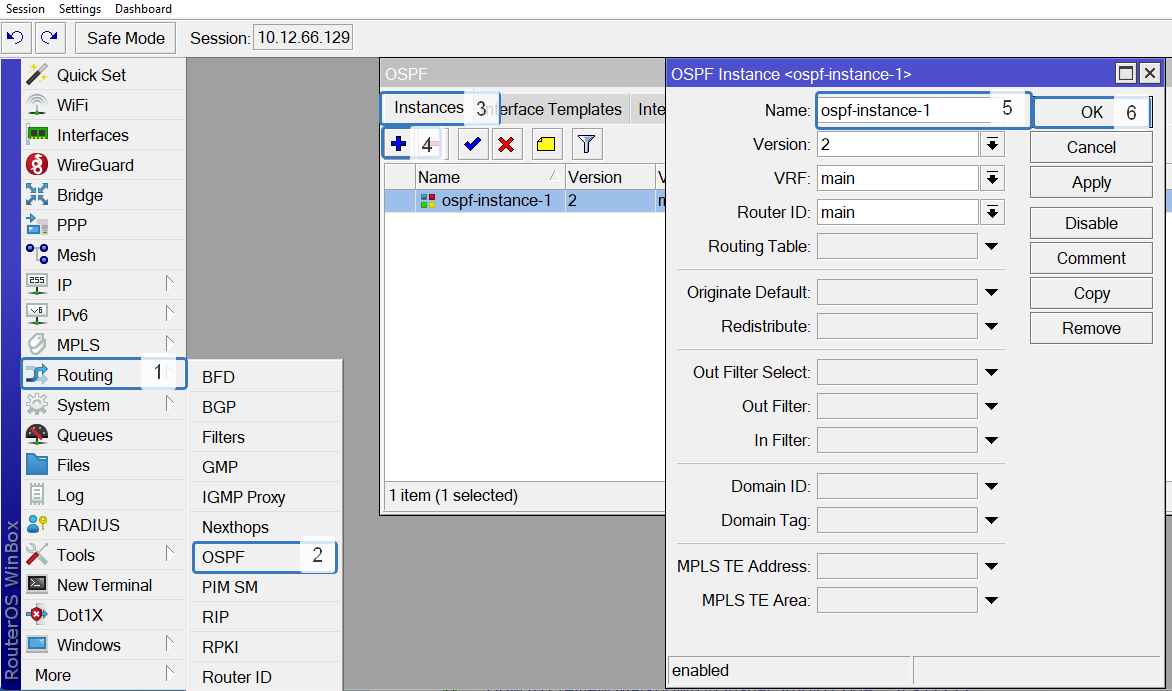 Session Settings Dashboard
Safe Mode Session: 10.12.66.129
Quick Set
WiFi
Interfaces
WireGuard
Bridge
PPP
Mesh
255 IP
v6 IPv6
MPLS
Routing 1
System
Queues
Files
Log
RADIUS
Tools
New Terminal
Dot1X
Windows
More
RouterOS WinBox
BFD
BGP
Filters
GMP
IGMP Proxy
Nexthops
OSPF 2
PIM SM
RIP
RPKI
Router ID
OSPF
Instances 3 nterface Templates Inte
4
Name Version
ospf-instance-1 2
1 item (1 selected)
OSPF Instance <ospf-instance-1>
Name: ospf-instance-1 5
Version: 2
VRF: main
Router ID: main
Routing Table:
Originate Default:
Redistribute:
Out Filter Select:
Out Filter:
In Filter:
Domain ID:
Domain Tag:
MPLS TE Address:
MPLS TE Area:
OK 6
Cancel
Apply
Disable
Comment
Copy
Remove
enabled